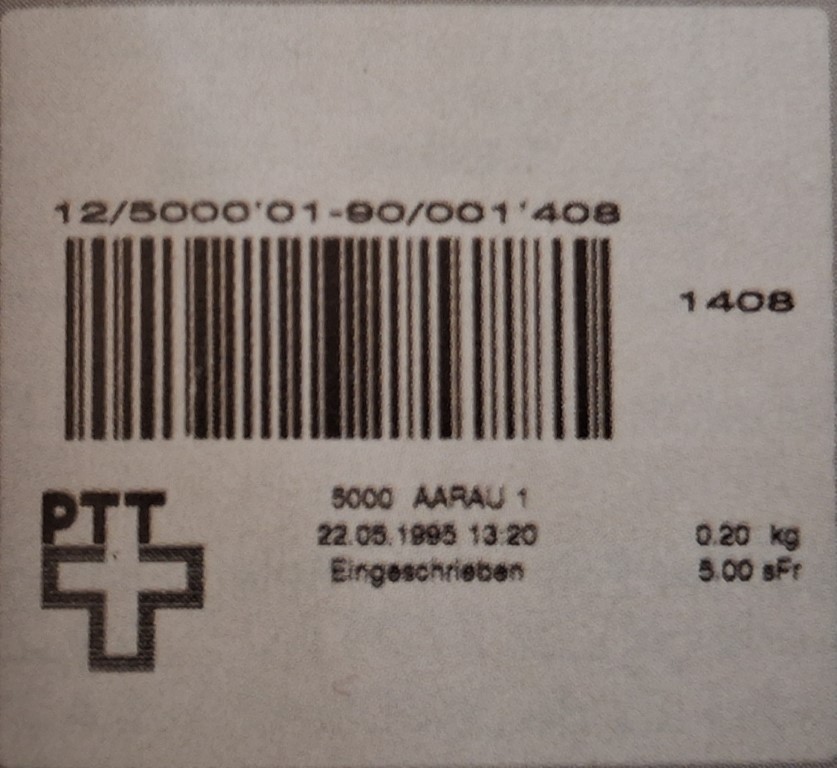 12/5000'01-90/001'408
1408
PTT
5000 AARAU 1
22.05.1995 13:20 0.20 kg
Eingeschrieben 5.00 sFr